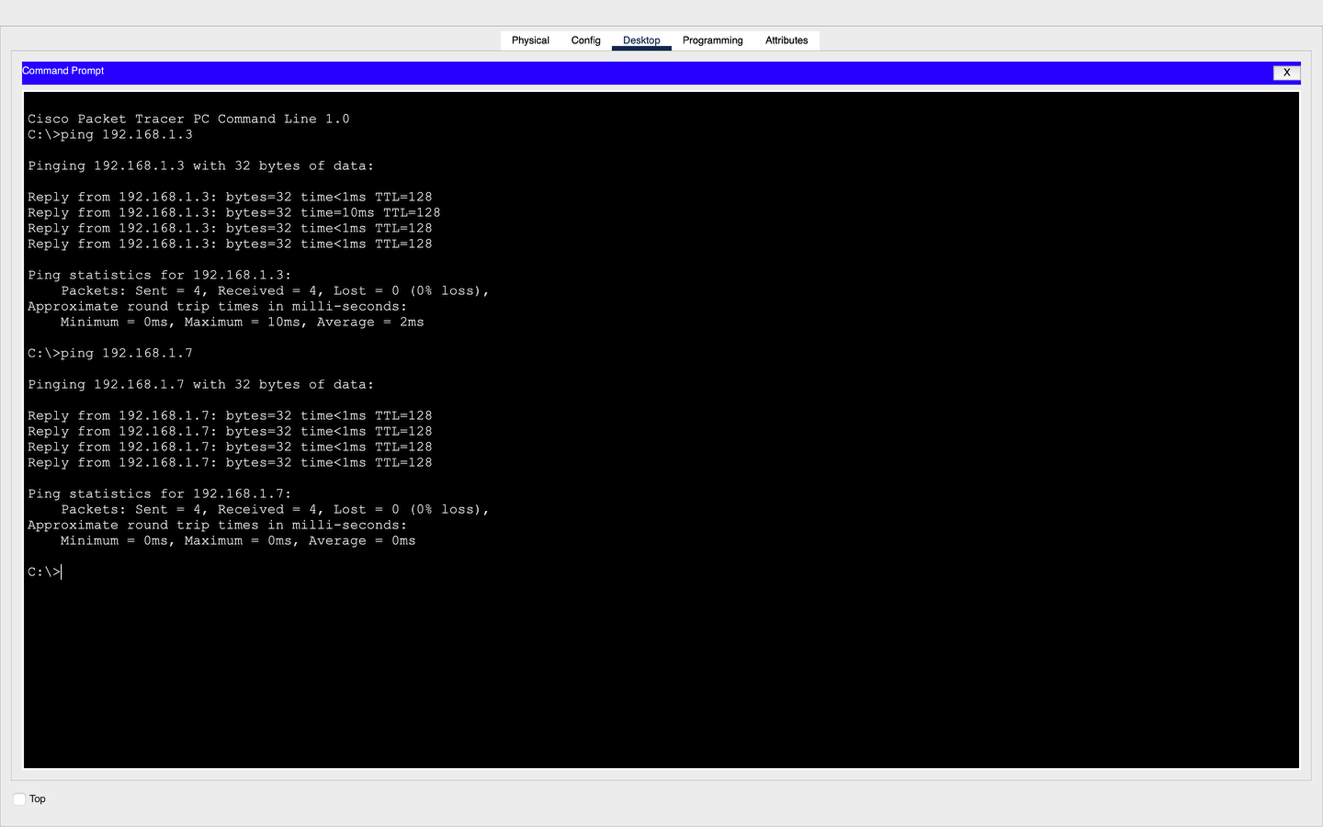 Physical Config Desktop Programming Attributes
Command Prompt
X
Cisco Packet Tracer PC Command Line 1.0
C:\>ping 192.168.1.3
Pinging 192.168.1.3 with 32 bytes of data:
Reply from 192.168.1.3: bytes=32 time<1ms TTL=128
Reply from 192.168.1.3: bytes=32 time=10ms TTL=128
Reply from 192.168.1.3: bytes=32 time<1ms TTL=128
Reply from 192.168.1.3: bytes=32 time<1ms TTL=128
Ping statistics for 192.168.1.3:
    Packets: Sent = 4, Received = 4, Lost = 0 (0% loss),
Approximate round trip times in milli-seconds:
    Minimum = 0ms, Maximum = 10ms, Average = 2ms
C:\>ping 192.168.1.7
Pinging 192.168.1.7 with 32 bytes of data:
Reply from 192.168.1.7: bytes=32 time<1ms TTL=128
Reply from 192.168.1.7: bytes=32 time<1ms TTL=128
Reply from 192.168.1.7: bytes=32 time<1ms TTL=128
Reply from 192.168.1.7: bytes=32 time<1ms TTL=128
Ping statistics for 192.168.1.7:
    Packets: Sent = 4, Received = 4, Lost = 0 (0% loss),
Approximate round trip times in milli-seconds:
    Minimum = 0ms, Maximum = 0ms, Average = 0ms
C:\>
Top